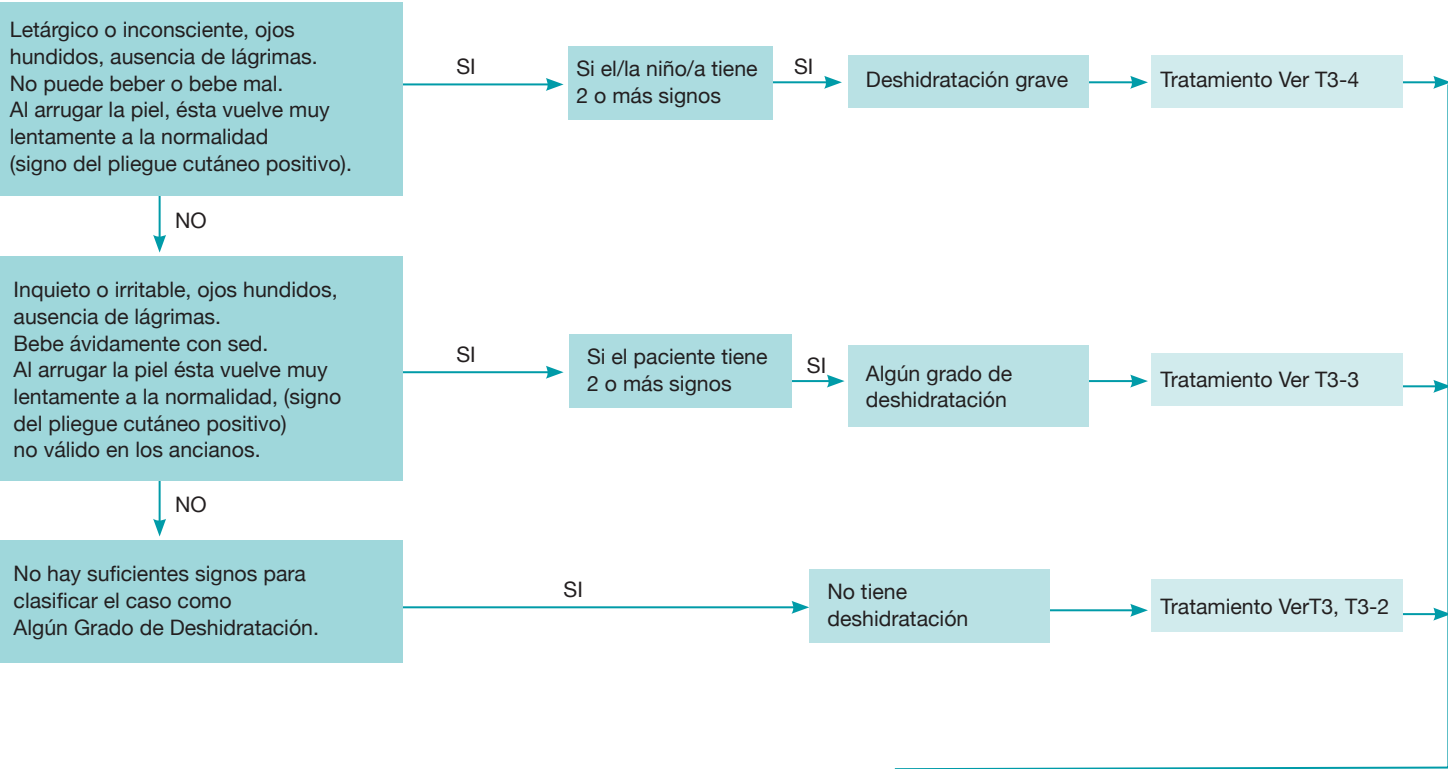 Letárgico o inconsciente, ojos
hundidos, ausencia de lágrimas.
No puede beber o bebe mal.
Al arrugar la piel, ésta vuelve muy
lentamente a la normalidad
(signo del pliegue cutáneo positivo).
SI
Si el/la niño/a tiene
2 o más signos
SI
Deshidratación grave
Tratamiento Ver T3-4
NO
Inquieto o irritable, ojos hundidos,
ausencia de lágrimas.
Bebe ávidamente con sed.
Al arrugar la piel ésta vuelve muy
lentamente a la normalidad, (signo
del pliegue cutáneo positivo)
no válido en los ancianos.
SI
Si el paciente tiene
2 o más signos
SI
Algún grado de
deshidratación
Tratamiento Ver T3-3
NO
No hay suficientes signos para
clasificar el caso como
Algún Grado de Deshidratación.
SI
No tiene
deshidratación
Tratamiento VerT3, T3-2